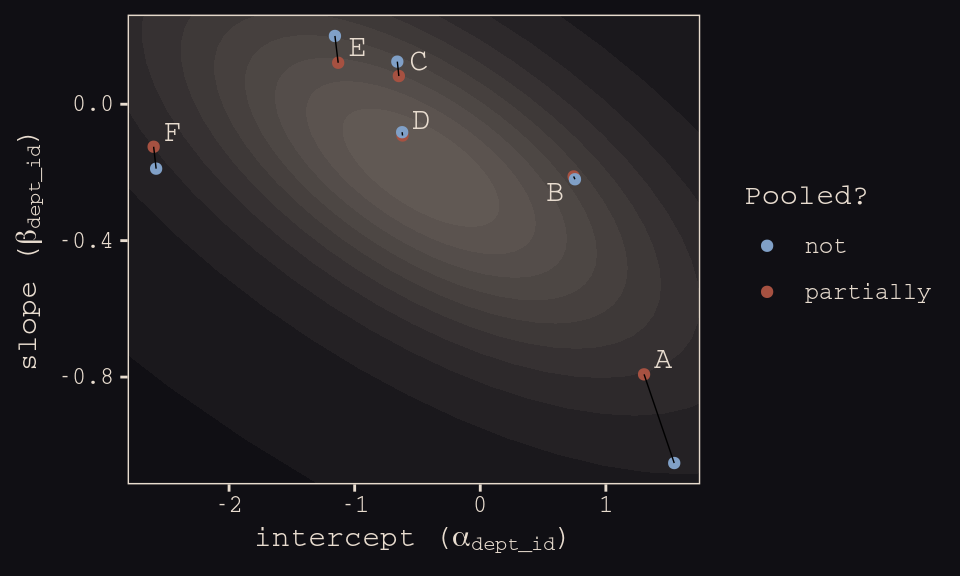 E
C
D
F
B
A
0.0
-0.4
-0.8
slope (βdept_id)
-2
-1
0
1
intercept (αdept_id)
Pooled?
not
partially